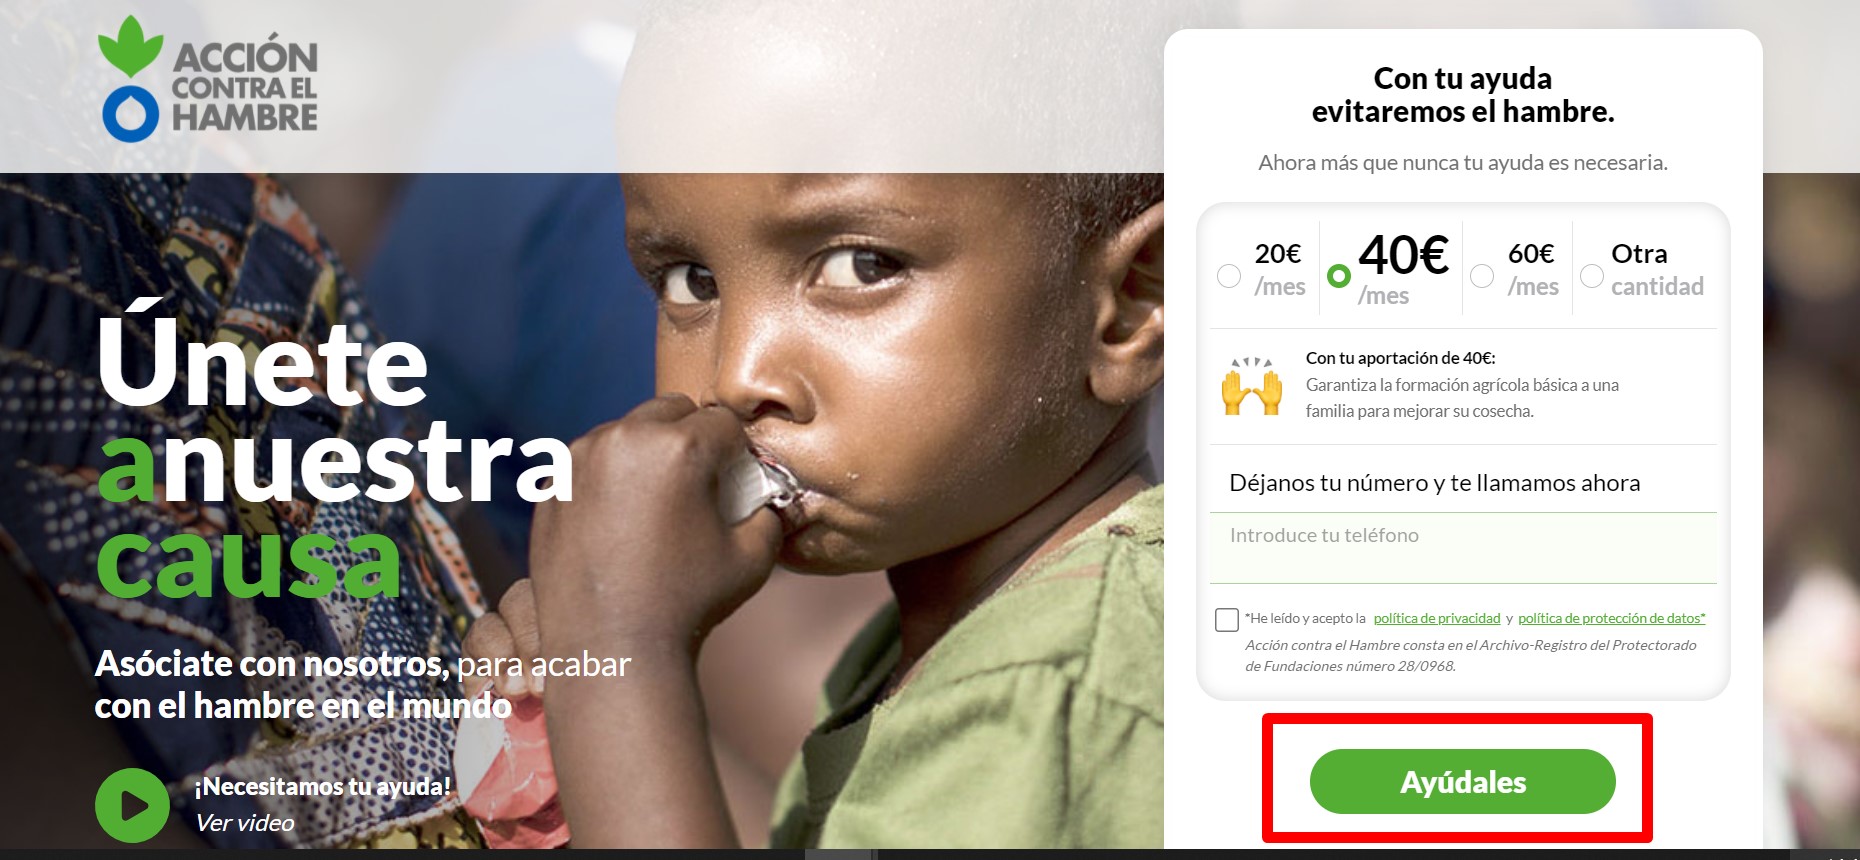 ACCIÓN
CONTRA EL
HAMBRE
Únete
anuestra
causa
Asóciate con nosotros, para acabar
con el hambre en el mundo
¡Necesitamos tu ayuda!
Ver video
Con tu ayuda
evitaremos el hambre.
Ahora más que nunca tu ayuda es necesaria.
20€
/mes
40€
/mes
60€
/mes
Otra
cantidad
Con tu aportación de 40€:
Garantiza la formación agrícola básica a una
familia para mejorar su cosecha.
Déjanos tu número y te llamamos ahora
Introduce tu teléfono
*He leído y acepto la política de privacidad y política de protección de datos*
Acción contra el Hambre consta en el Archivo-Registro del Protectorado
de Fundaciones número 28/0968.
Ayúdales